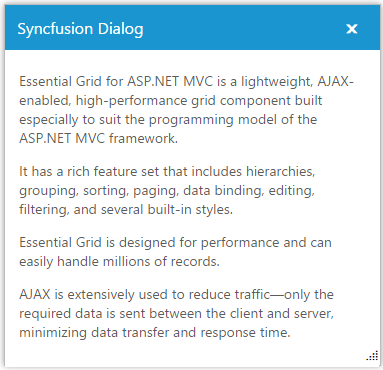 Syncfusion Dialog
Essential Grid for ASP.NET MVC is a lightweight, AJAX-
enabled, high-performance grid component built
especially to suit the programming model of the
ASP.NET MVC framework.
It has a rich feature set that includes hierarchies,
grouping, sorting, paging, data binding, editing,
filtering, and several built-in styles.
Essential Grid is designed for performance and can
easily handle millions of records.
AJAX is extensively used to reduce traffic—only the
required data is sent between the client and server,
minimizing data transfer and response time.